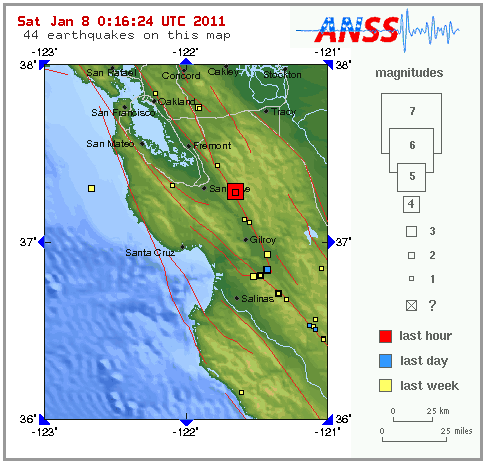 Sat Jan 8 0:16:24 UTC 2011
44 earthquakes on this map
ANSS
-123 -122 -121
38° 38°
San Rafael Concord Oakley Stockton
Oakland
San Francisco Tracy
San Mateo Fremont
37° 37°
Gilroy
Santa Cruz
Salinas
36° 36°
-123 -122 -121
magnitudes
7
6
5
4
3
2
1
?
last hour
last day
last week
0 25 km
0 25 miles